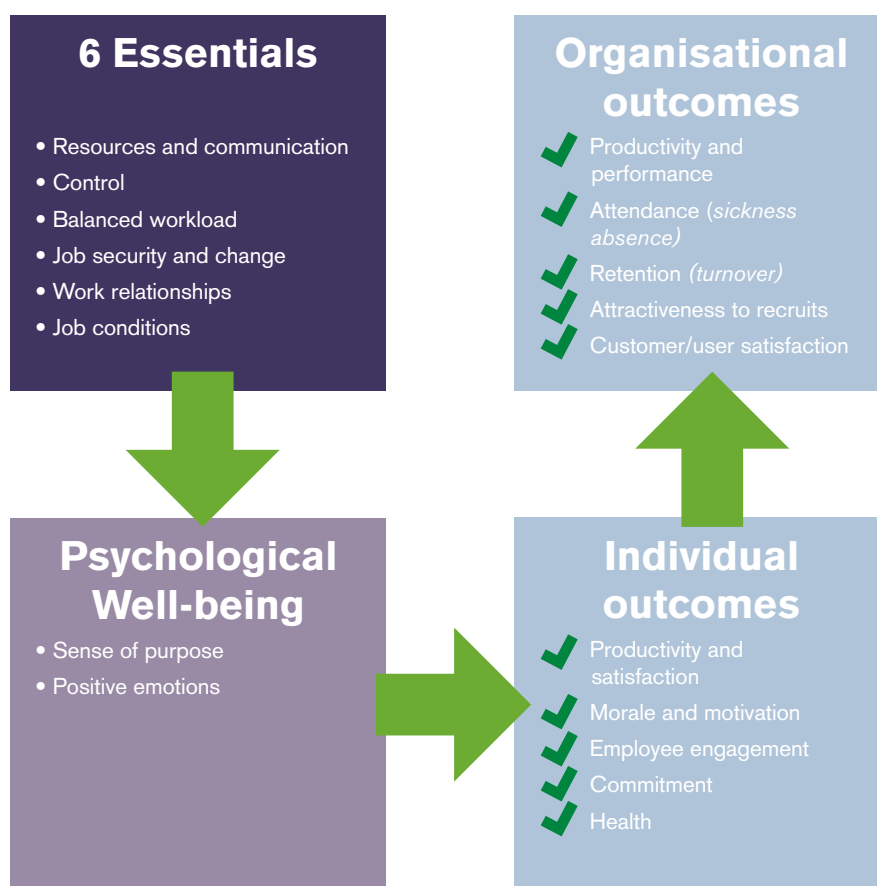 6 Essentials
• Resources and communication
• Control
• Balanced workload
• Job security and change
• Work relationships
• Job conditions
Psychological
Well-being
• Sense of purpose
• Positive emotions
Individual
outcomes
Productivity and
satisfaction
Morale and motivation
Employee engagement
Commitment
Health
Organisational
outcomes
Productivity and
performance
Attendance (sickness
absence)
Retention (turnover)
Attractiveness to recruits
Customer/user satisfaction